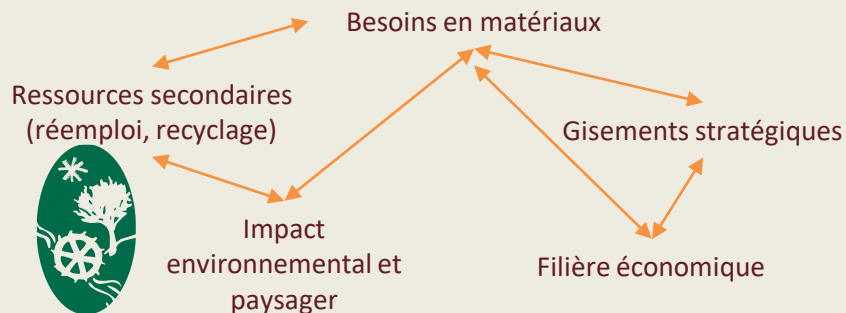 Besoins en matériaux
Ressources secondaires
(réemploi, recyclage)
Gisements stratégiques
Impact
environnemental et
paysager
Filière économique